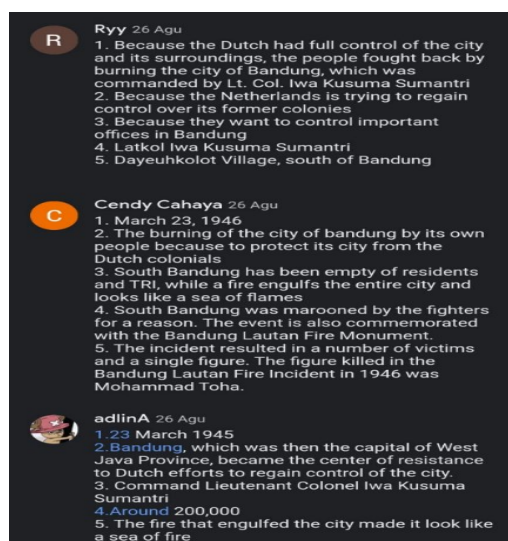 R
Ryy 26 Agu
1. Because the Dutch had full control of the city
and its surroundings, the people fought back by
burning the city of Bandung, which was
commanded by Lt. Col. Iwa Kusuma Sumantri
2. Because the Netherlands is trying to regain
control over its former colonies
3. Because they want to control important
offices in Bandung
4. Latkol Iwa Kusuma Sumantri
5. Dayeuhkolot Village, south of Bandung
C
Cendy Cahaya 26 Agu
1. March 23, 1946
2. The burning of the city of bandung by its own
people because to protect its city from the
Dutch colonials
3. South Bandung has been empty of residents
and TRI, while a fire engulfs the entire city and
looks like a sea of flames
4. South Bandung was marooned by the fighters
for a reason. The event is also commemorated
with the Bandung Lautan Fire Monument.
5. The incident resulted in a number of victims
and a single figure. The figure killed in the
Bandung Lautan Fire Incident in 1946 was
Mohammad Toha.
adlinA 26 Agu
1.23 March 1945
2.Bandung, which was then the capital of West
Java Province, became the center of resistance
to Dutch efforts to regain control of the city.
3. Command Lieutenant Colonel Iwa Kusuma
Sumantri
4.Around 200,000
5. The fire that engulfed the city made it look like
a sea of fire